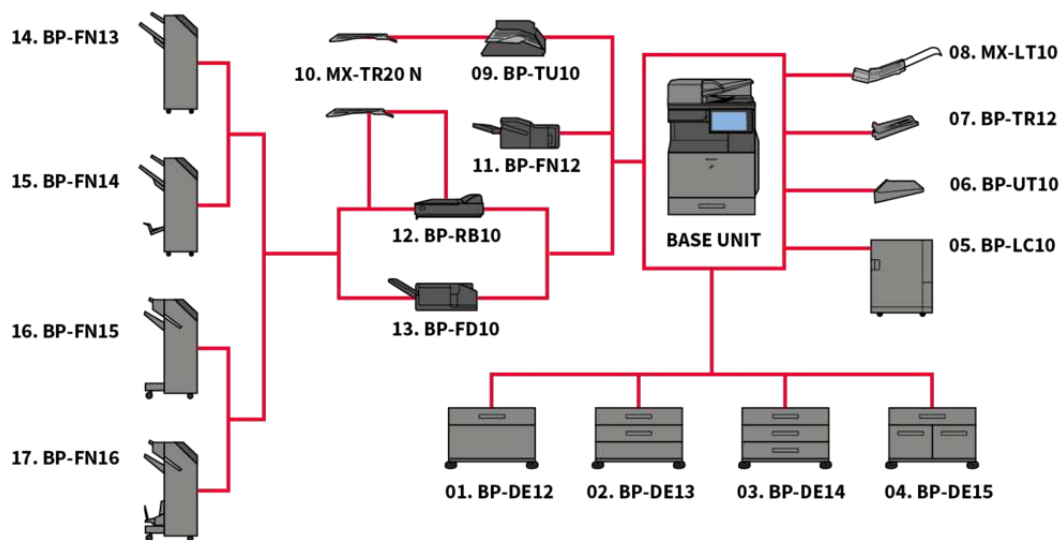 14. BP-FN13
10. MX-TR20 N
09. BP-TU10
08. MX-LT10
07. BP-TR12
11. BP-FN12
15. BP-FN14
06. BP-UT10
12. BP-RB10
BASE UNIT
05. BP-LC10
16. BP-FN15
13. BP-FD10
17. BP-FN16
01. BP-DE12
02. BP-DE13
03. BP-DE14
04. BP-DE15